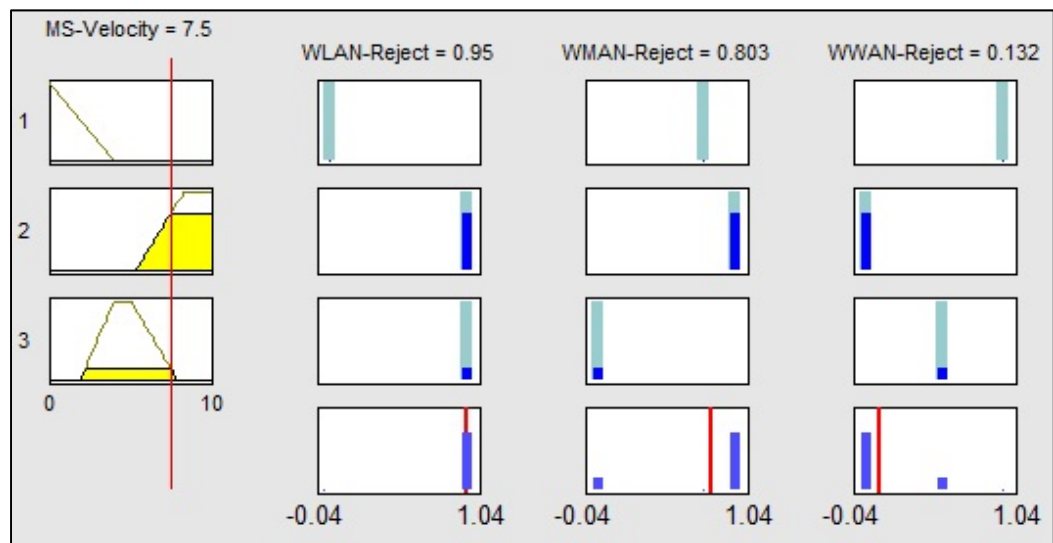 MS-Velocity = 7.5
WLAN-Reject = 0.95
WMAN-Reject = 0.803
WWAN-Reject = 0.132
1
2
3
0 10
-0.04 1.04
-0.04 1.04
-0.04 1.04